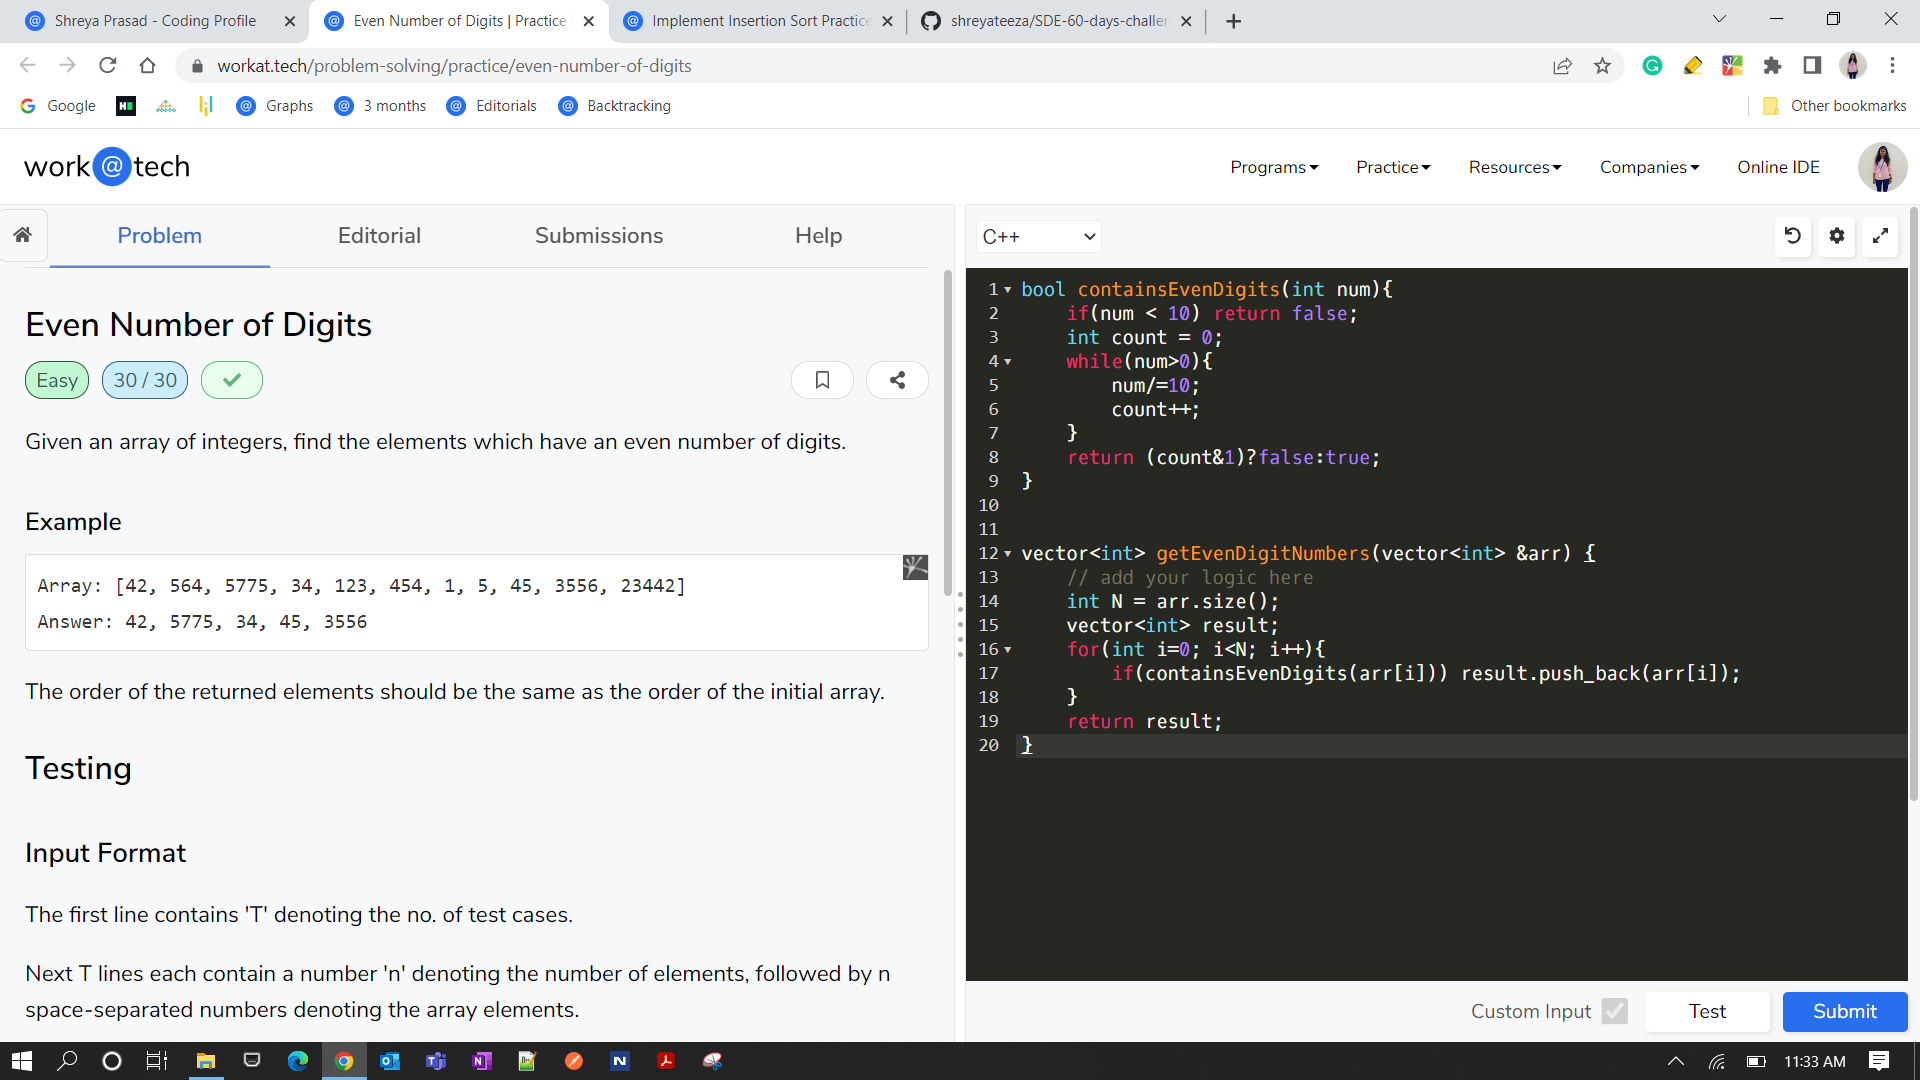 Shreya Prasad - Coding Profile
Even Number of Digits | Practice
Implement Insertion Sort Practice
shreyateeza/SDE-60-days-challen
workat.tech/problem-solving/practice/even-number-of-digits
Google
Graphs
3 months
Editorials
Backtracking
Other bookmarks
work@tech
Programs
Practice
Resources
Companies
Online IDE
Problem
Editorial
Submissions
Help
Even Number of Digits
Easy
30 / 30
Given an array of integers, find the elements which have an even number of digits.
Example
Array: [42, 564, 5775, 34, 123, 454, 1, 5, 45, 3556, 23442]
Answer: 42, 5775, 34, 45, 3556
The order of the returned elements should be the same as the order of the initial array.
Testing
Input Format
The first line contains 'T' denoting the no. of test cases.
Next T lines each contain a number 'n' denoting the number of elements, followed by n
space-separated numbers denoting the array elements.
C++
1 bool containsEvenDigits(int num){
2 if(num < 10) return false;
3 int count = 0;
4 while(num>0){
5 num/=10;
6 count++;
7 }
8 return (count&1)?false:true;
9 }
10
11
12 vector<int> getEvenDigitNumbers(vector<int> &arr) {
13 // add your logic here
14 int N = arr.size();
15 vector<int> result;
16 for(int i=0; i<N; i++){
17 if(containsEvenDigits(arr[i])) result.push_back(arr[i]);
18 }
19 return result;
20 }
Custom Input
Test
Submit
11:33 AM